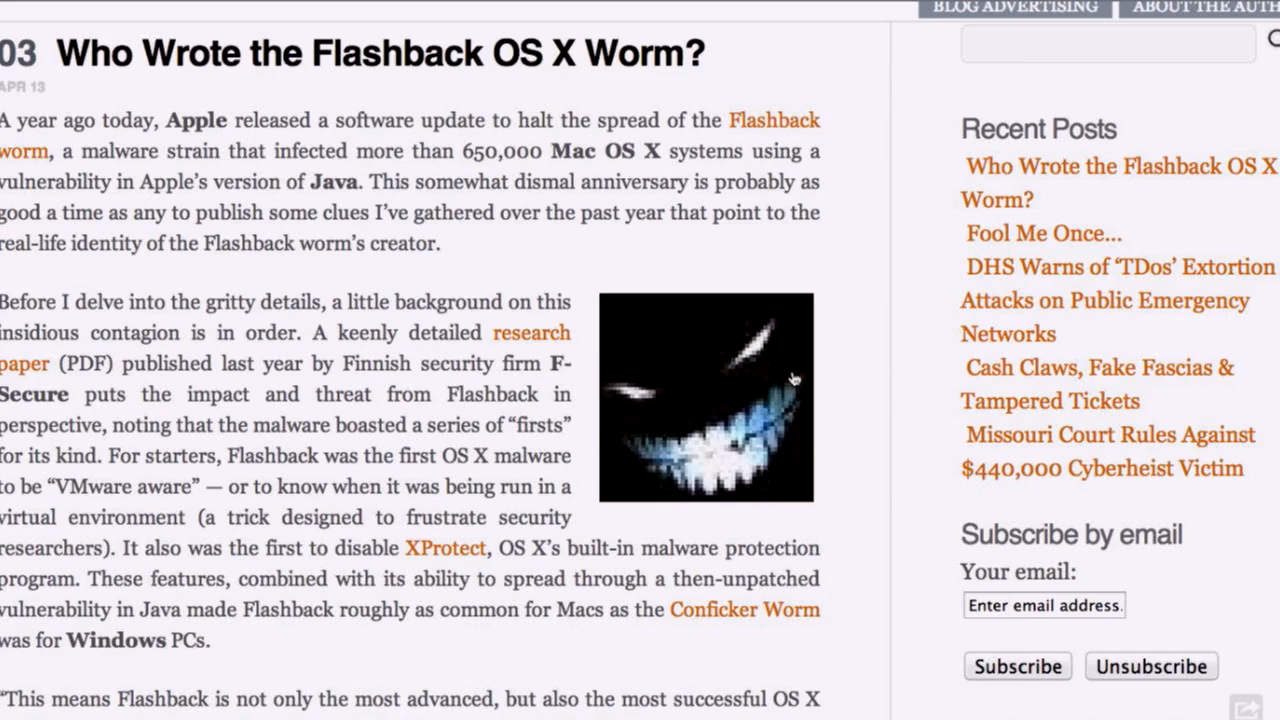 BLOG ADVERTISING
ABOUT THE AUTH
03 Who Wrote the Flashback OS X Worm?
APR 13
A year ago today, Apple released a software update to halt the spread of the Flashback
worm, a malware strain that infected more than 650,000 Mac OS X systems using a
vulnerability in Apple's version of Java. This somewhat dismal anniversary is probably as
good a time as any to publish some clues I've gathered over the past year that point to the
real-life identity of the Flashback worm's creator.
Before I delve into the gritty details, a little background on this
insidious contagion is in order. A keenly detailed research
paper (PDF) published last year by Finnish security firm F-
Secure puts the impact and threat from Flashback in
perspective, noting that the malware boasted a series of “firsts”
for its kind. For starters, Flashback was the first OS X malware
to be “VMware aware” — or to know when it was being run in a
virtual environment (a trick designed to frustrate security
researchers). It also was the first to disable XProtect, OS X's built-in malware protection
program. These features, combined with its ability to spread through a then-unpatched
vulnerability in Java made Flashback roughly as common for Macs as the Conficker Worm
was for Windows PCs.
“This means Flashback is not only the most advanced, but also the most successful OS X
Recent Posts
Who Wrote the Flashback OS X
Worm?
Fool Me Once…
DHS Warns of ‘TDos’ Extortion
Attacks on Public Emergency
Networks
Cash Claws, Fake Fascias &
Tampered Tickets
Missouri Court Rules Against
$440,000 Cyberheist Victim
Subscribe by email
Your email:
Enter email address.
Subscribe Unsubscribe